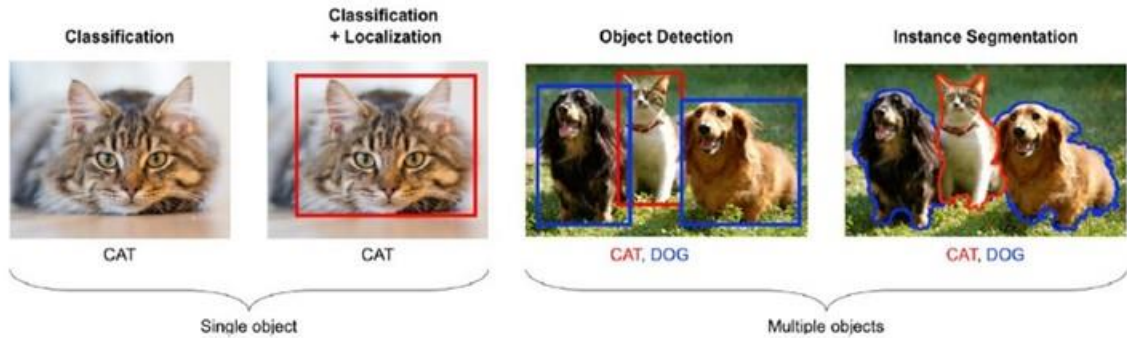 Classification
Classification
+ Localization
Object Detection
Instance Segmentation
CAT
CAT
CAT, DOG
CAT, DOG
Single object
Multiple objects